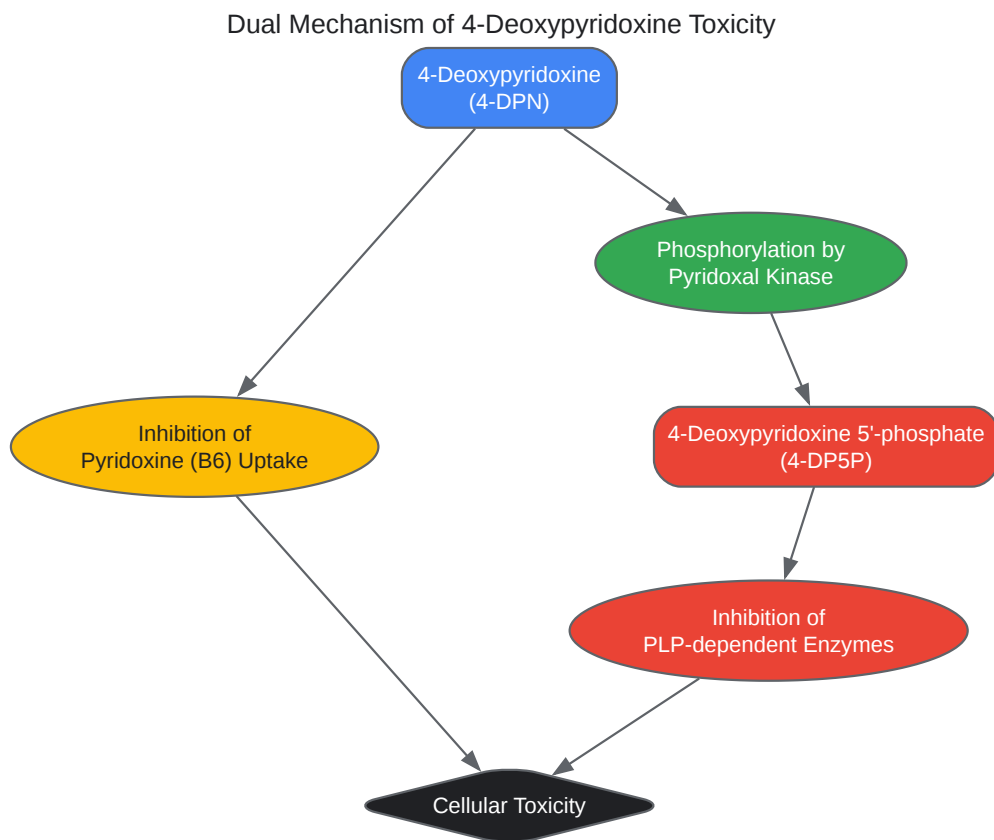 Dual Mechanism of 4-Deoxypyridoxine Toxicity
4-Deoxypyridoxine
(4-DPN)
Phosphorylation by
Pyridoxal Kinase
Inhibition of
Pyridoxine (B6) Uptake
4-Deoxypyridoxine 5'-phosphate
(4-DP5P)
Inhibition of
PLP-dependent Enzymes
Cellular Toxicity